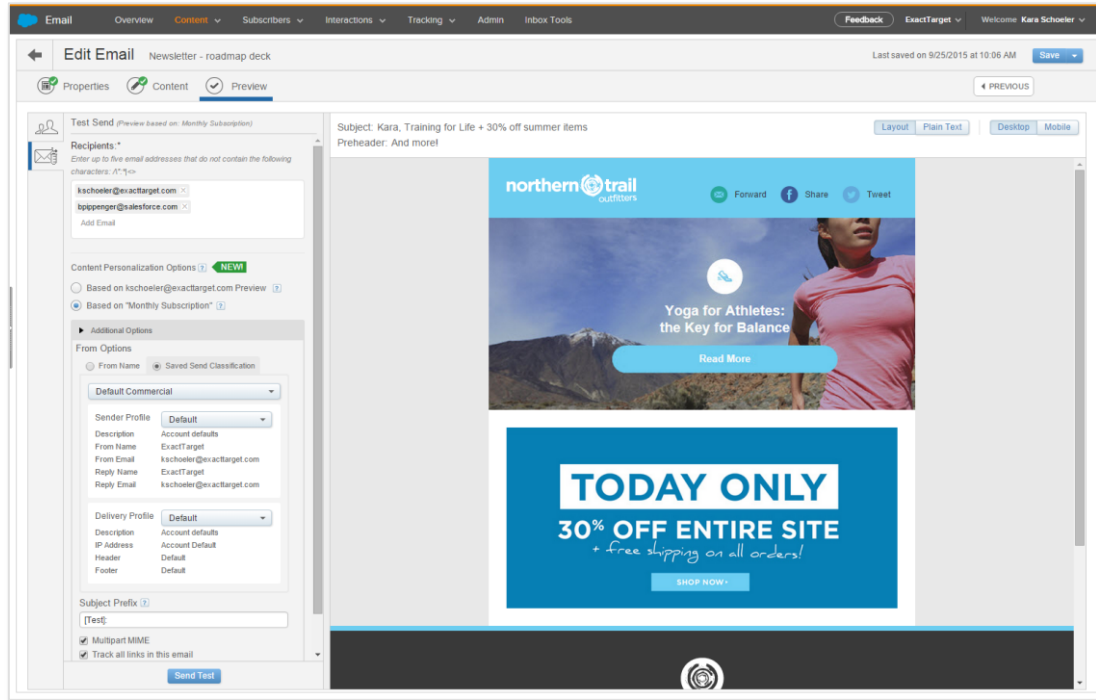 Email Overview Content Subscribers Interactions Tracking Admin Inbox Tools Feedback ExactTarget Welcome Kara Schoeler
Edit Email Newsletter - roadmap deck Last saved on 9/25/2015 at 10:06 AM Save
Properties Content Preview PREVIOUS
Test Send (Preview based on: Monthly Subscription)
Recipients:*
Enter up to five email addresses that do not contain the following
characters: /\":*|<>
kschoeler@exacttarget.com ×
bpippenger@salesforce.com ×
Add Email
Content Personalization Options ? NEW!
Based on kschoeler@exacttarget.com Preview ?
Based on "Monthly Subscription" ?
Additional Options
From Options
From Name Saved Send Classification
Default Commercial
Sender Profile Default
Description Account defaults
From Name ExactTarget
From Email kschoeler@exacttarget.com
Reply Name ExactTarget
Reply Email kschoeler@exacttarget.com
Delivery Profile Default
Description Account defaults
IP Address Account Default
Header Default
Footer Default
Subject Prefix ?
[Test]:
Multipart MIME
Track all links in this email
Send Test
Subject: Kara, Training for Life + 30% off summer items
Preheader: And more!
Layout Plain Text Desktop Mobile
northern trail
outfitters
Forward Share Tweet
Yoga for Athletes:
the Key for Balance
Read More
TODAY ONLY
30% OFF ENTIRE SITE
+ free shipping on all orders!
SHOP NOW›